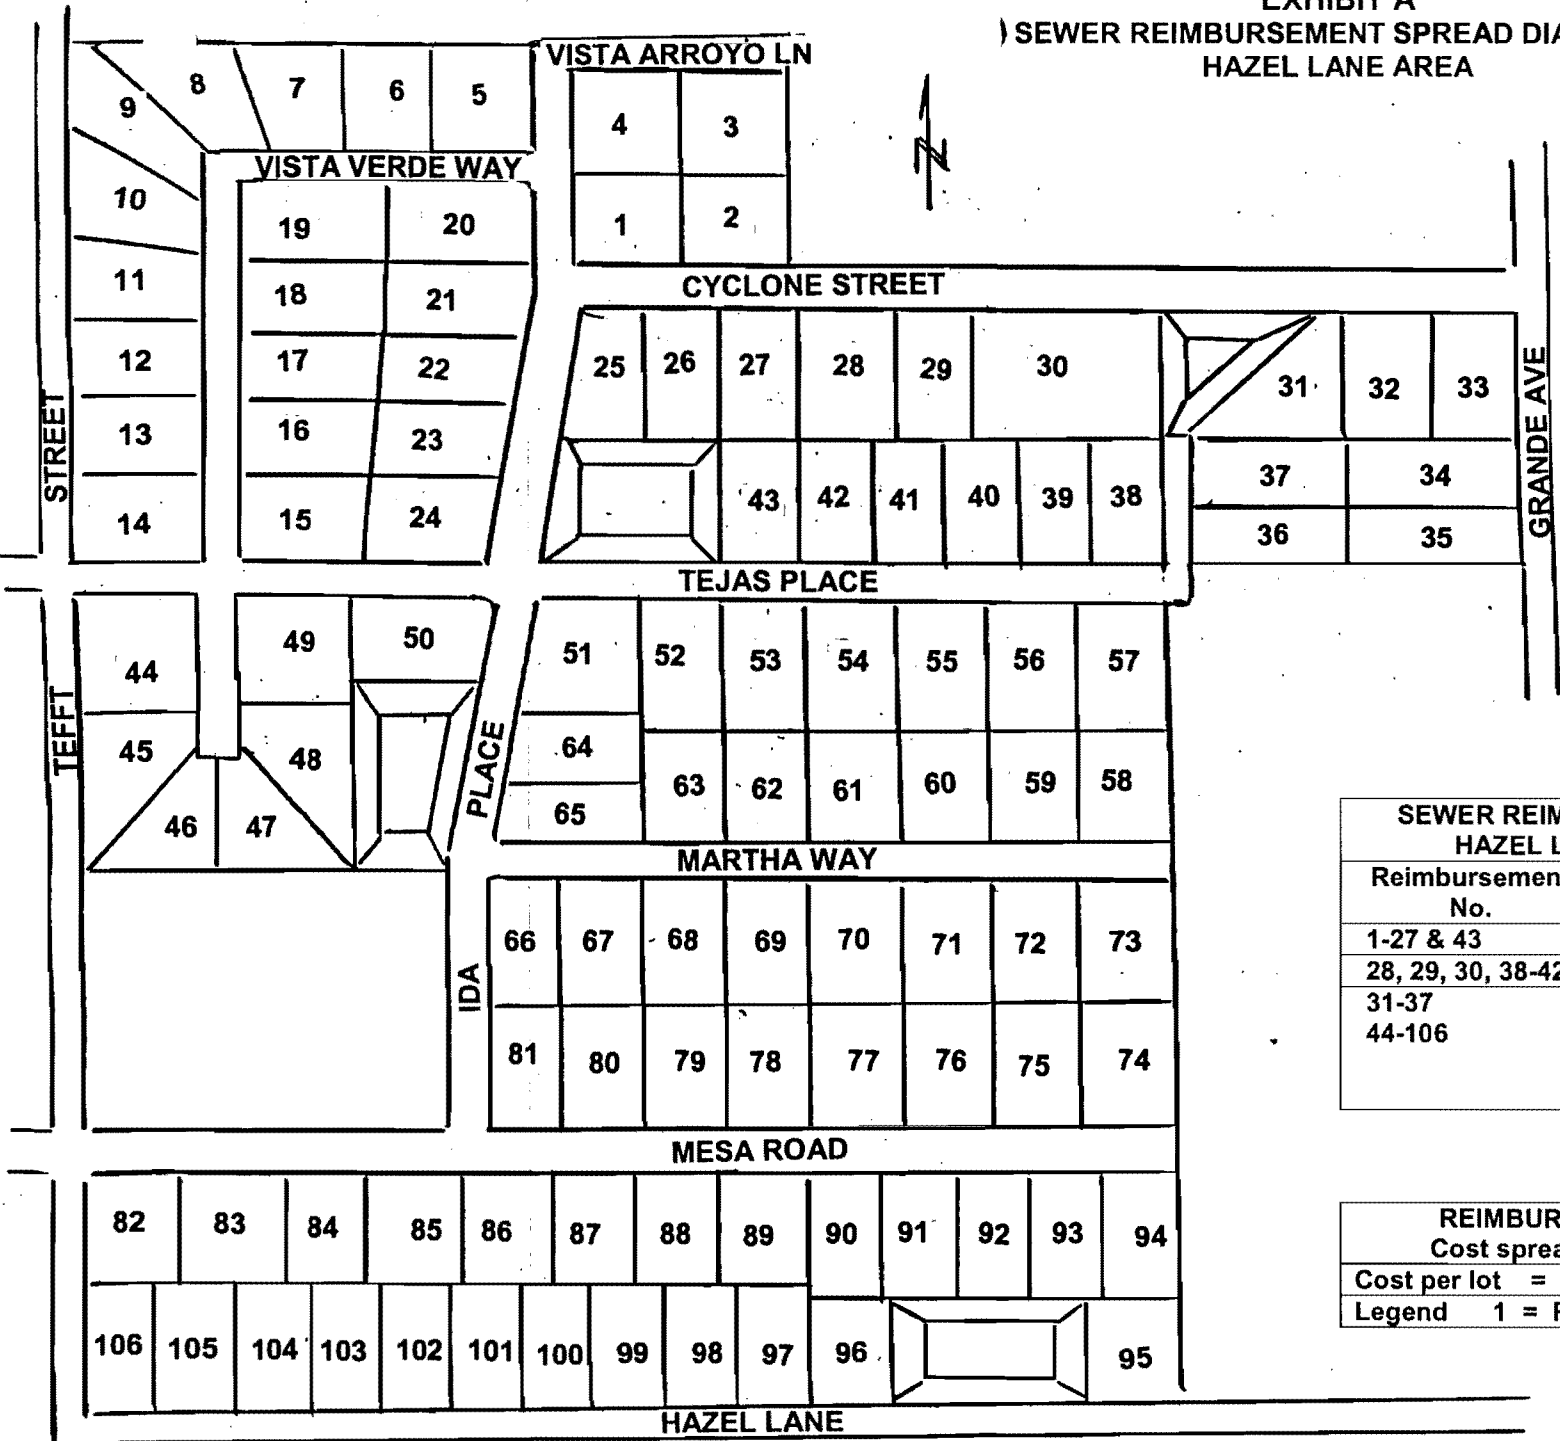 EXHIBIT A
) SEWER REIMBURSEMENT SPREAD DIA
HAZEL LANE AREA
VISTA ARROYO LN
8 7 6 5
9
4 3
VISTA VERDE WAY
10
1 2
19 20
11
18 21
CYCLONE STREET
12
17 22
25 26 27 28 29 30
31 32 33
13
16 23
STREET
GRANDE AVE
14
15 24
43 42 41 40 39 38
37 34
36 35
TEJAS PLACE
44
49 50
51 52 53 54 55 56 57
TEFFT
45
48
PLACE
64
63 62 61 60 59 58
65
46 47
MARTHA WAY
IDA
66 67 68 69 70 71 72 73
81 80 79 78 77 76 75 74
MESA ROAD
82 83 84 85 86 87 88 89 90 91 92 93 94
106 105 104 103 102 101 100 99 98 97 96 95
HAZEL LANE
SEWER REIM
HAZEL L
Reimbursemen
No.
1-27 & 43
28, 29, 30, 38-42
31-37
44-106
REIMBUR
Cost sprea
Cost per lot =
Legend 1 = F